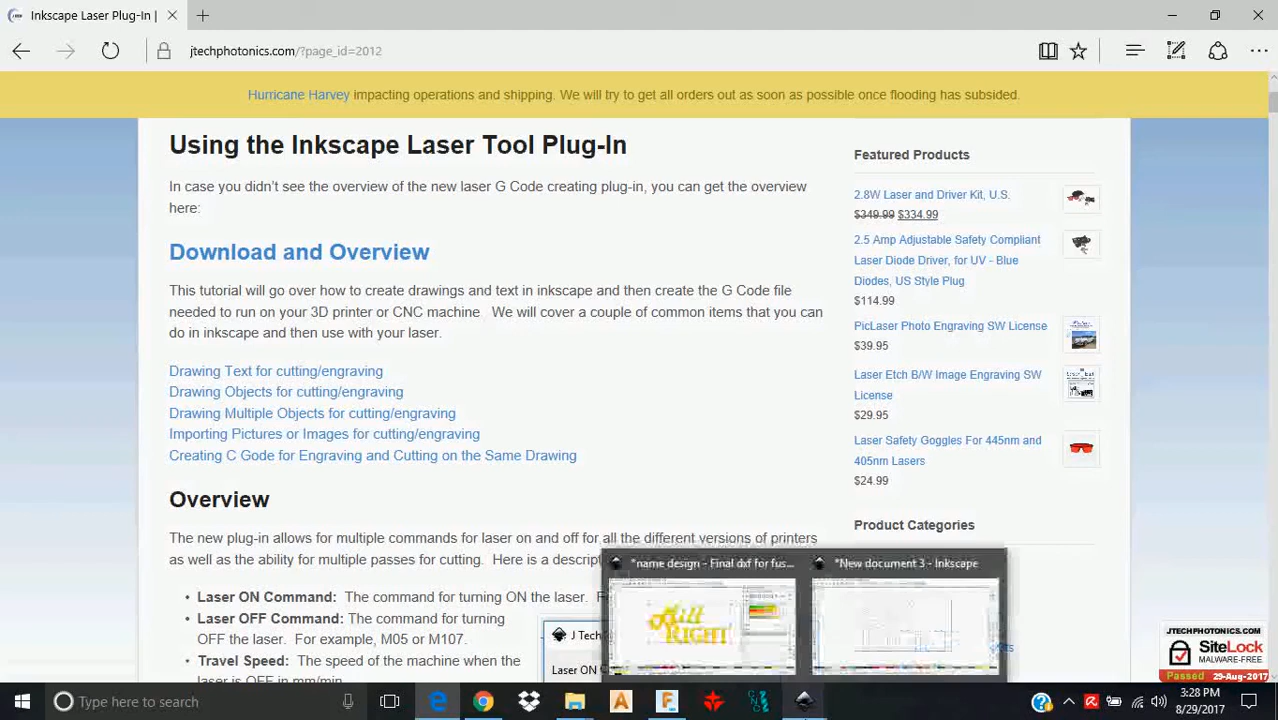 Inkscape Laser Plug-In |
jtechphotonics.com/?page_id=2012
Hurricane Harvey impacting operations and shipping. We will try to get all orders out as soon as possible once flooding has subsided.
Using the Inkscape Laser Tool Plug-In
In case you didn't see the overview of the new laser G Code creating plug-in, you can get the overview
here:
Download and Overview
This tutorial will go over how to create drawings and text in inkscape and then create the G Code file
needed to run on your 3D printer or CNC machine   We will cover a couple of common items that you can
do in inkscape and then use with your laser.
Drawing Text for cutting/engraving
Drawing Objects for cutting/engraving
Drawing Multiple Objects for cutting/engraving
Importing Pictures or Images for cutting/engraving
Creating C Gode for Engraving and Cutting on the Same Drawing
Overview
The new plug-in allows for multiple commands for laser on and off for all the different versions of printers
as well as the ability for multiple passes for cutting.  Here is a descrip
• Laser ON Command:  The command for turning ON the laser.  F
• Laser OFF Command: The command for turning
OFF the laser.  For example, M05 or M107.
• Travel Speed:  The speed of the machine when the
laser is OFF in mm/min.
J Tech
Laser ON
Featured Products
2.8W Laser and Driver Kit, U.S.
$349.99 $334.99
2.5 Amp Adjustable Safety Compliant
Laser Diode Driver, for UV - Blue
Diodes, US Style Plug
$114.99
PicLaser Photo Engraving SW License
$39.95
Laser Etch B/W Image Engraving SW
License
$29.95
Laser Safety Goggles For 445nm and
405nm Lasers
$24.99
Product Categories
*name design - Final dxf for fus...
*New document 3 - Inkscape
RIGHT
JTECHPHOTONICS.COM
SiteLock
MALWARE-FREE
Passed 29-Aug-2017
Type here to search
3:28 PM
8/29/2017